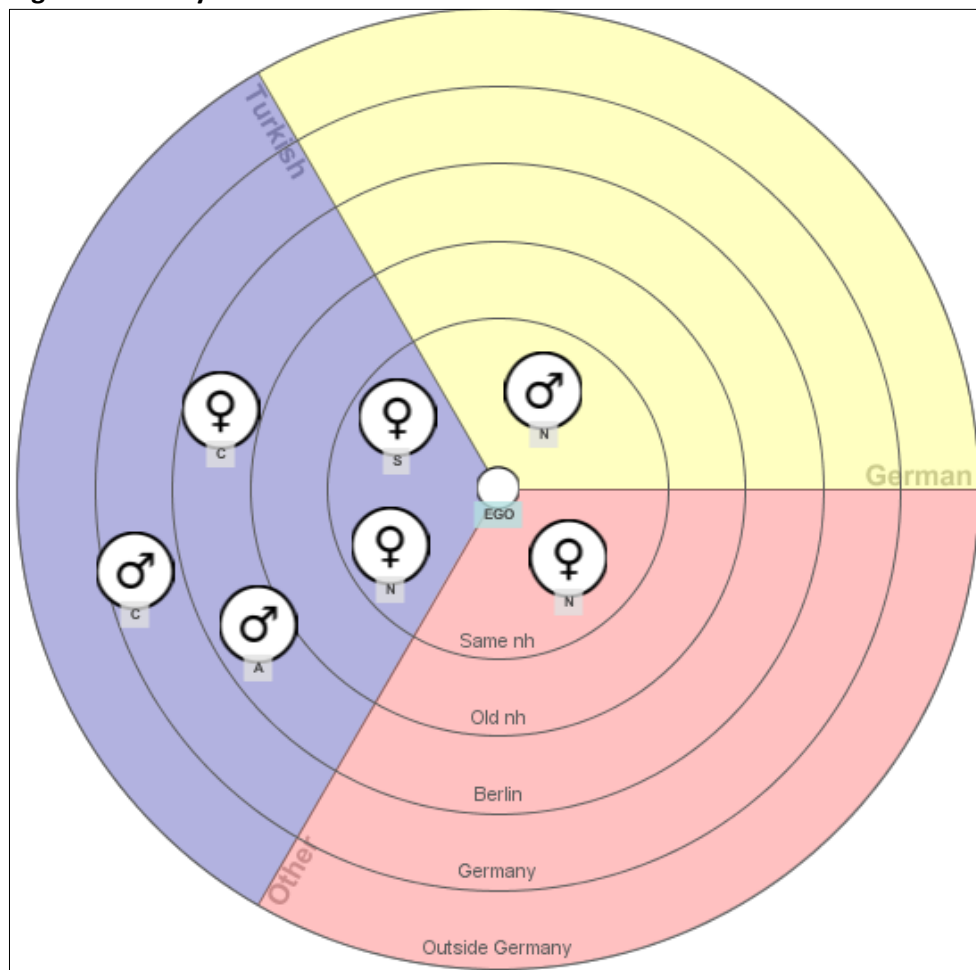 Turkish
German
Other
N
C
S
EGO
N
N
C
A
Same nh
Old nh
Berlin
Germany
Outside Germany